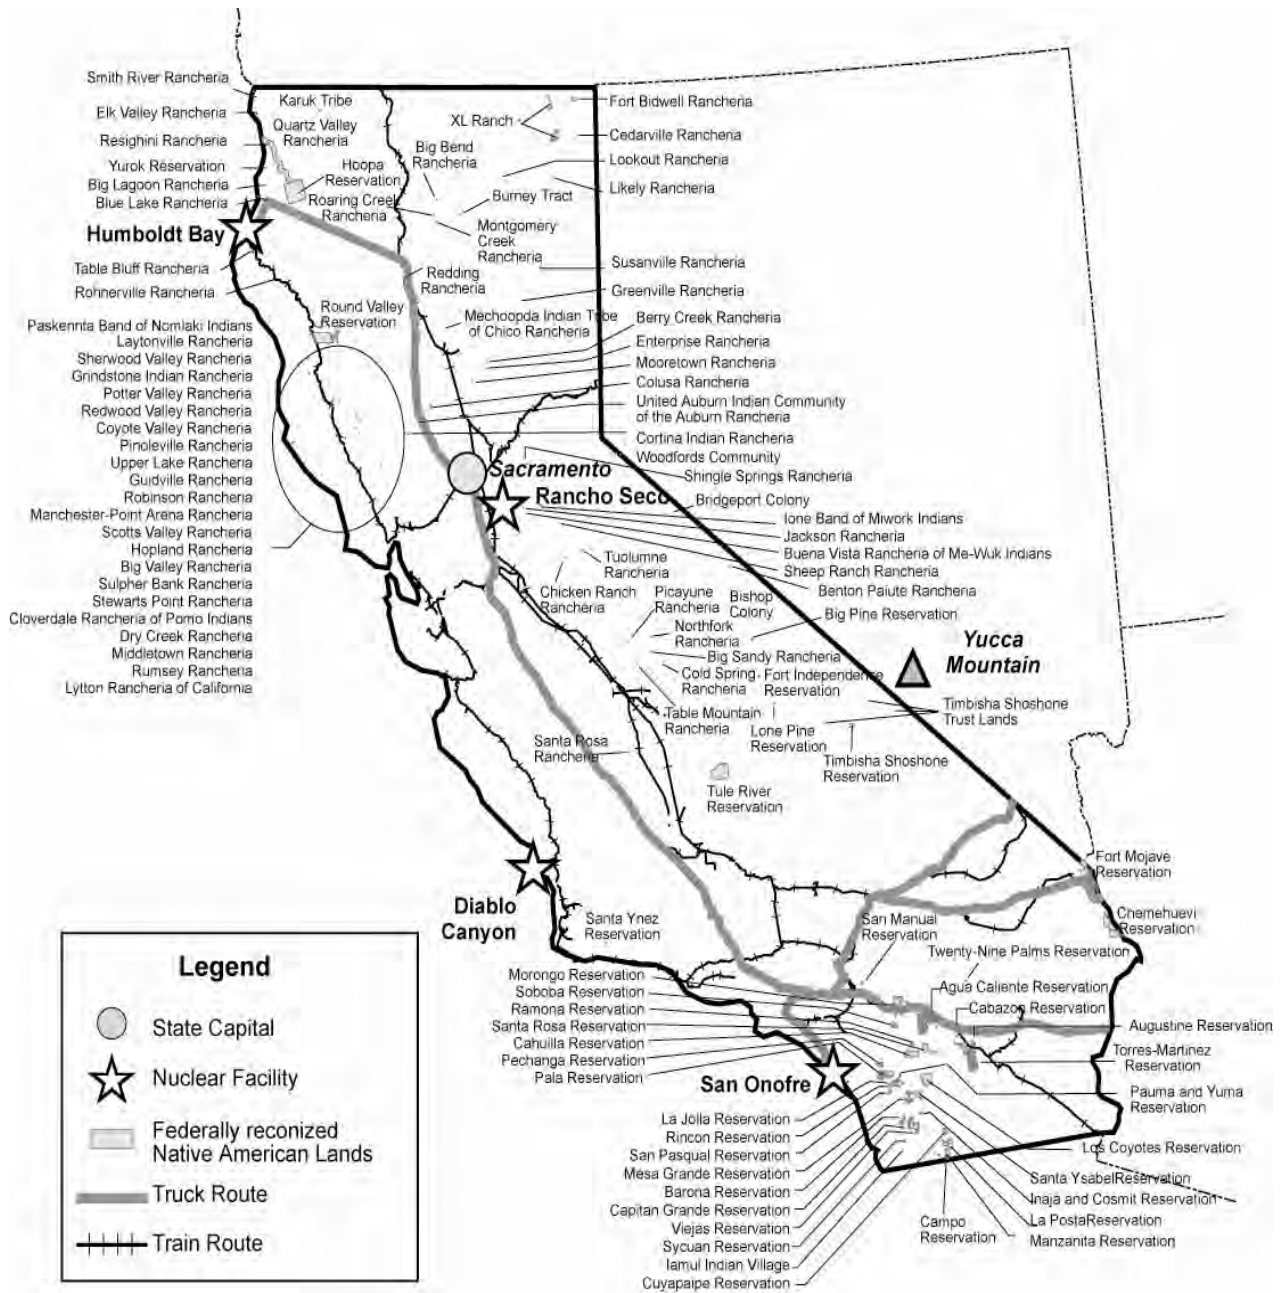 Smith River Rancheria
Elk Valley Rancheria
Resighini Rancheria
Yurok Reservation
Big Lagoon Rancheria
Blue Lake Rancheria
Humboldt Bay
Table Bluff Rancheria
Rohnerville Rancheria
Karuk Tribe
Quartz Valley
Rancheria
Hoopa
Reservation
Roaring Creek
Rancheria
Big Bend
Rancheria
XL Ranch
Burney Tract
Montgomery
Creek
Rancheria
Redding
Rancheria
Fort Bidwell Rancheria
Cedarville Rancheria
Lookout Rancheria
Likely Rancheria
Susanville Rancheria
Greenville Rancheria
Round Valley
Reservation
Mechoopda Indian Tribe
of Chico Rancheria
Berry Creek Rancheria
Enterprise Rancheria
Mooretown Rancheria
Colusa Rancheria
United Auburn Indian Community
of the Auburn Rancheria
Cortina Indian Rancheria
Woodfords Community
Shingle Springs Rancheria
Paskennta Band of Nomlaki Indians
Laytonville Rancheria
Sherwood Valley Rancheria
Grindstone Indian Rancheria
Potter Valley Rancheria
Redwood Valley Rancheria
Coyote Valley Rancheria
Pinoleville Rancheria
Upper Lake Rancheria
Guidville Rancheria
Robinson Rancheria
Manchester-Point Arena Rancheria
Scotts Valley Rancheria
Hopland Rancheria
Big Valley Rancheria
Sulpher Bank Rancheria
Stewarts Point Rancheria
Cloverdale Rancheria of Pomo Indians
Dry Creek Rancheria
Middletown Rancheria
Rumsey Rancheria
Lytton Rancheria of California
Sacramento
Rancho Seco
Bridgeport Colony
Ione Band of Miwork Indians
Jackson Rancheria
Buena Vista Rancheria of Me-Wuk Indians
Sheep Ranch Rancheria
Benton Paiute Rancheria
Big Pine Reservation
Tuolumne
Rancheria
Chicken Ranch
Rancheria
Picayune
Rancheria
Bishop
Colony
Northfork
Rancheria
Big Sandy Rancheria
Cold Spring
Rancheria
Fort Independence
Reservation
Table Mountain
Rancheria
Lone Pine
Reservation
Yucca
Mountain
Timbisha Shoshone
Trust Lands
Timbisha Shoshone
Reservation
Santa Rosa
Rancheria
Tule River
Reservation
Diablo
Canyon
Santa Ynez
Reservation
San Manual
Reservation
Fort Mojave
Reservation
Chemehuevi
Reservation
Twenty-Nine Palms Reservation
Agua Caliente Reservation
Cabazon Reservation
Augustine Reservation
Torres-Martinez
Reservation
Pauma and Yuma
Reservation
Los Coyotes Reservation
Santa YsabelReservation
Inaja and Cosmit Reservation
La PostaReservation
Manzanita Reservation
Campo
Reservation
Morongo Reservation
Soboba Reservation
Ramona Reservation
Santa Rosa Reservation
Cahuilla Reservation
Pechanga Reservation
Pala Reservation
San Onofre
La Jolla Reservation
Rincon Reservation
San Pasqual Reservation
Mesa Grande Reservation
Barona Reservation
Capitan Grande Reservation
Viejas Reservation
Sycuan Reservation
Iamul Indian Village
Cuyapaipe Reservation
Legend
State Capital
Nuclear Facility
Federally reconized
Native American Lands
Truck Route
Train Route